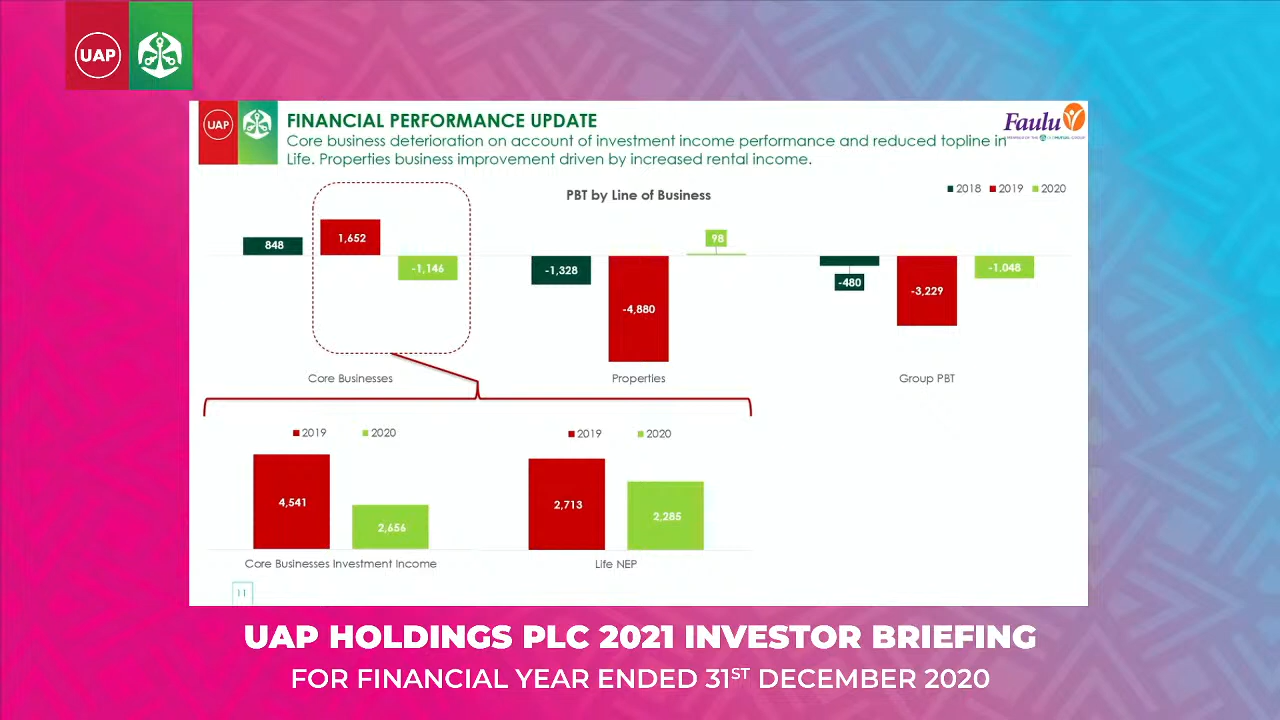 UAP
UAP
FINANCIAL PERFORMANCE UPDATE
Core business deterioration on account of investment income performance and reduced topline in
Life. Properties business improvement driven by increased rental income.
Faulu
PBT by Line of Business
2018 2019 2020
848
1,652
-1,146
-1,328
-4,880
98
-480
-3,229
-1,048
Core Businesses
Properties
Group PBT
2019 2020
2019 2020
4,541
2,656
2,713
2,285
Core Businesses Investment Income
Life NEP
11
UAP HOLDINGS PLC 2021 INVESTOR BRIEFING
FOR FINANCIAL YEAR ENDED 31ST DECEMBER 2020